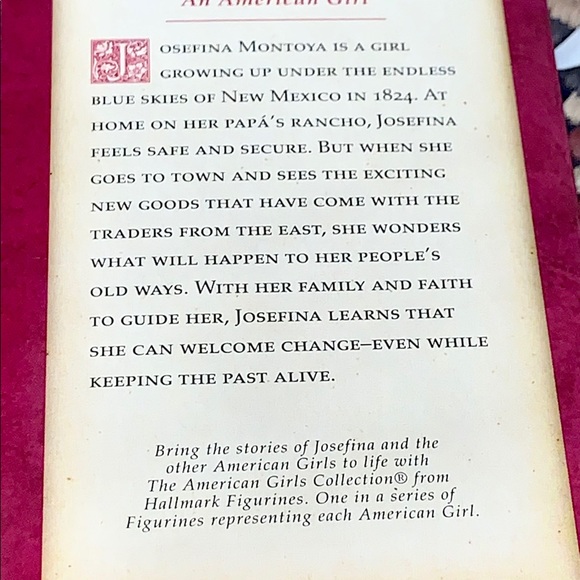 An American Girl
JOSEFINA MONTOYA IS A GIRL
GROWING UP UNDER THE ENDLESS
BLUE SKIES OF NEW MEXICO IN 1824. AT
HOME ON HER PAPÁ'S RANCHO, JOSEFINA
FEELS SAFE AND SECURE. BUT WHEN SHE
GOES TO TOWN AND SEES THE EXCITING
NEW GOODS THAT HAVE COME WITH THE
TRADERS FROM THE EAST, SHE WONDERS
WHAT WILL HAPPEN TO HER PEOPLE'S
OLD WAYS. WITH HER FAMILY AND FAITH
TO GUIDE HER, JOSEFINA LEARNS THAT
SHE CAN WELCOME CHANGE–EVEN WHILE
KEEPING THE PAST ALIVE.
Bring the stories of Josefina and the
other American Girls to life with
The American Girls Collection® from
Hallmark Figurines. One in a series of
Figurines representing each American Girl.